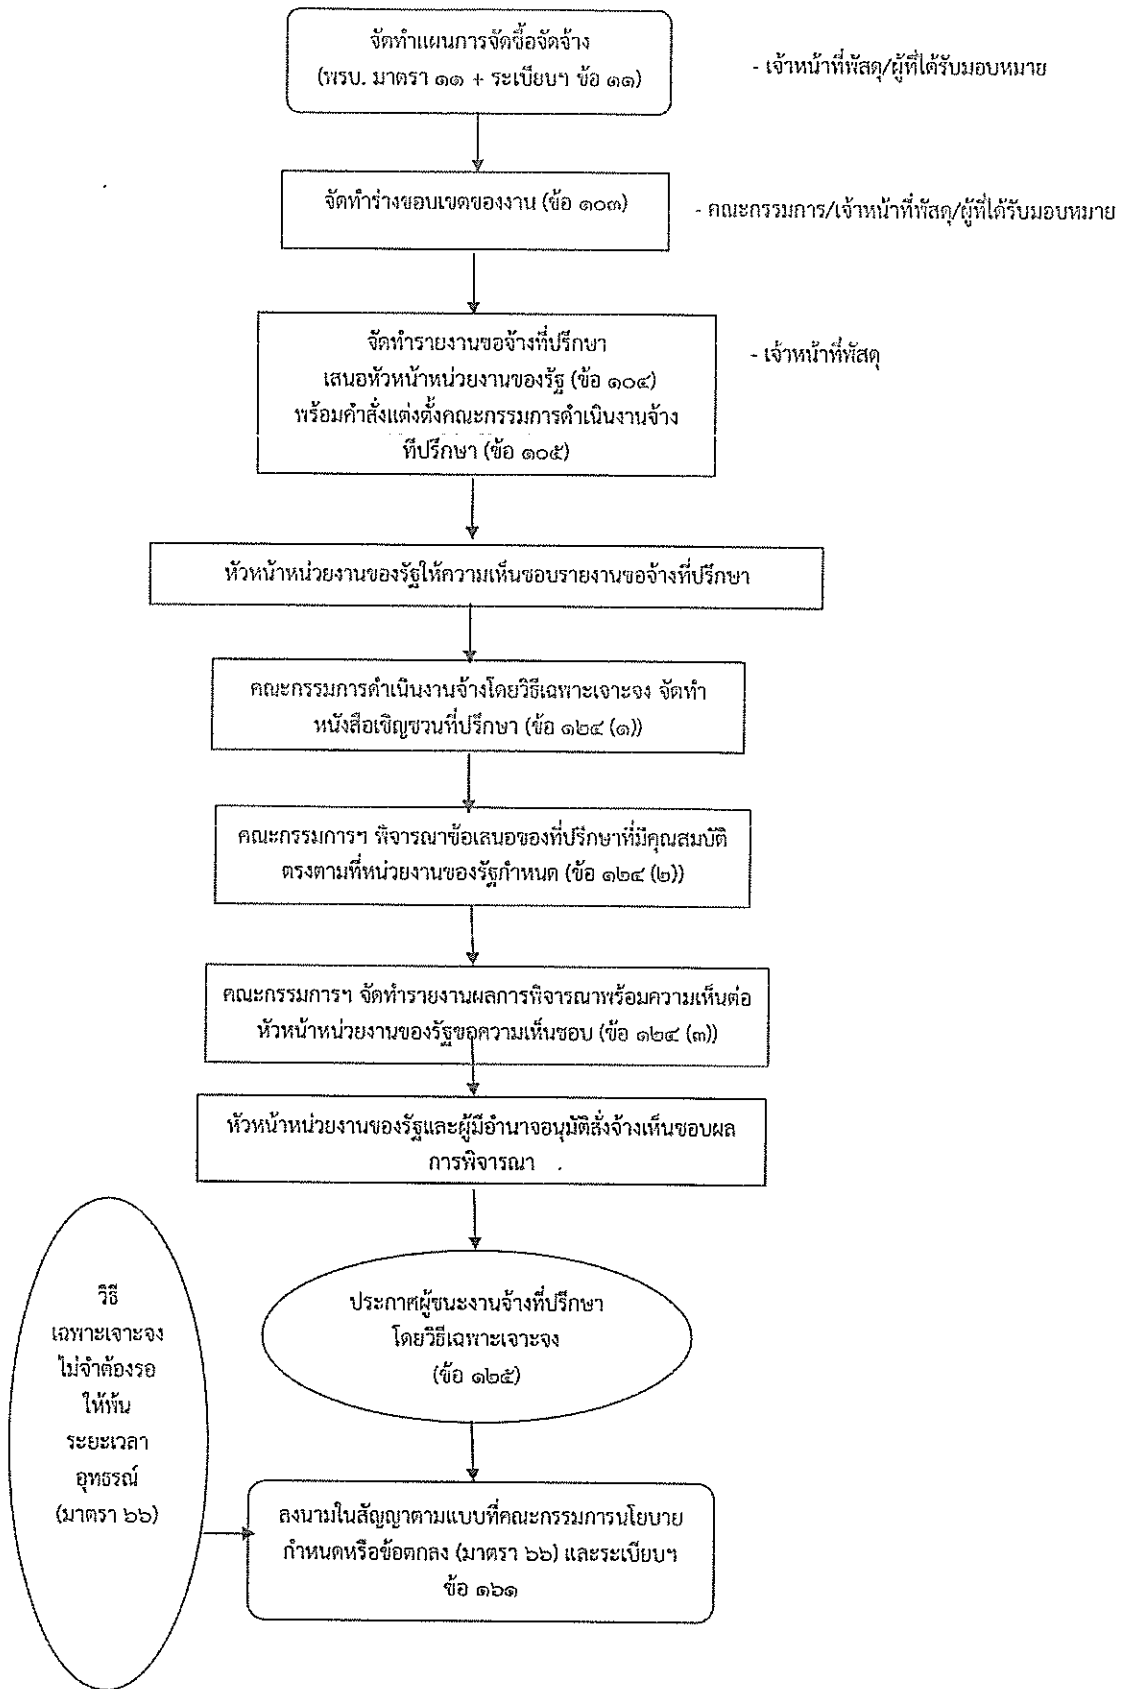 จัดทำแผนการจัดซื้อจัดจ้าง
(พรบ. มาตรา ๑๑ + ระเบียบฯ ข้อ ๑๑)
- เจ้าหน้าที่พัสดุ/ผู้ที่ได้รับมอบหมาย
จัดทำร่างขอบเขตของงาน (ข้อ ๑๐๓)
- คณะกรรมการ/เจ้าหน้าที่พัสดุ/ผู้ที่ได้รับมอบหมาย
จัดทำรายงานขอจ้างที่ปรึกษา
เสนอหัวหน้าหน่วยงานของรัฐ (ข้อ ๑๐๔)
พร้อมคำสั่งแต่งตั้งคณะกรรมการดำเนินงานจ้าง
ที่ปรึกษา (ข้อ ๑๐๕)
- เจ้าหน้าที่พัสดุ
หัวหน้าหน่วยงานของรัฐให้ความเห็นชอบรายงานขอจ้างที่ปรึกษา
คณะกรรมการดำเนินงานจ้างโดยวิธีเฉพาะเจาะจง จัดทำ
หนังสือเชิญชวนที่ปรึกษา (ข้อ ๑๒๔ (๑))
คณะกรรมการฯ พิจารณาข้อเสนอของที่ปรึกษาที่มีคุณสมบัติ
ตรงตามที่หน่วยงานของรัฐกำหนด (ข้อ ๑๒๔ (๒))
คณะกรรมการฯ จัดทำรายงานผลการพิจารณาพร้อมความเห็นต่อ
หัวหน้าหน่วยงานของรัฐขอความเห็นชอบ (ข้อ ๑๒๔ (๓))
หัวหน้าหน่วยงานของรัฐและผู้มีอำนาจอนุมัติสั่งจ้างเห็นชอบผล
การพิจารณา
ประกาศผู้ชนะงานจ้างที่ปรึกษา
โดยวิธีเฉพาะเจาะจง
(ข้อ ๑๒๕)
วิธี
เฉพาะเจาะจง
ไม่จำต้องรอ
ให้พ้น
ระยะเวลา
อุทธรณ์
(มาตรา ๖๖)
ลงนามในสัญญาตามแบบที่คณะกรรมการนโยบาย
กำหนดหรือข้อตกลง (มาตรา ๖๖) และระเบียบฯ
ข้อ ๑๖๑